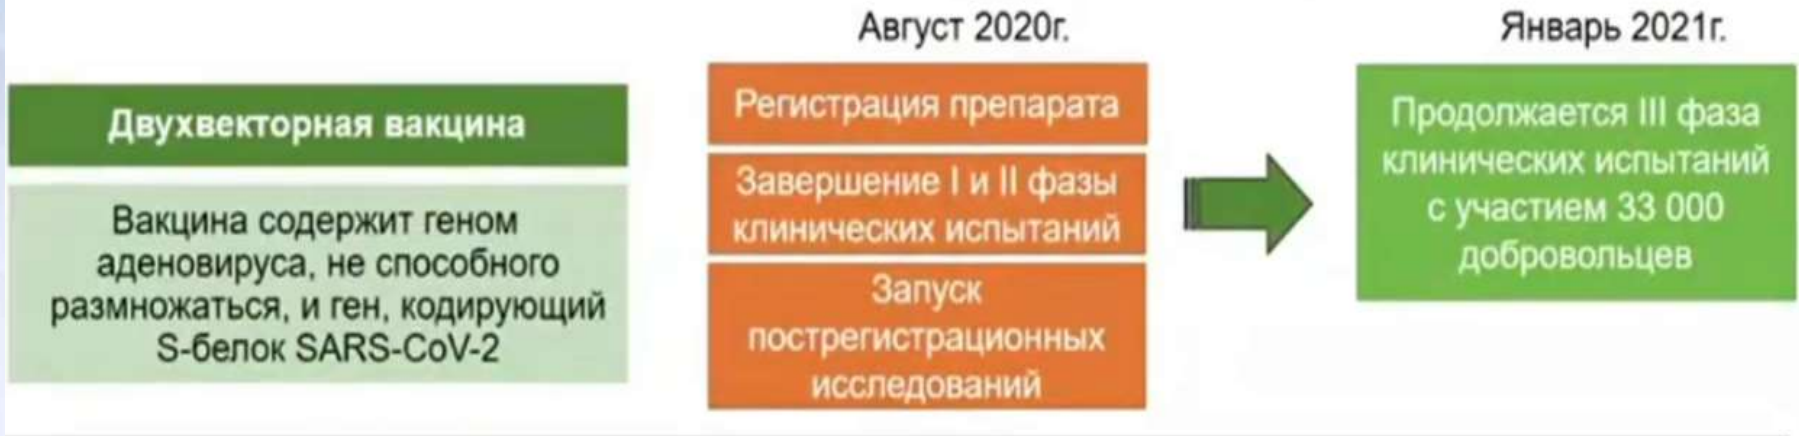 Двухвекторная вакцина
Вакцина содержит геном
аденовируса, не способного
размножаться, и ген, кодирующий
S-белок SARS-CoV-2
Август 2020г.
Регистрация препарата
Завершение I и II фазы
клинических испытаний
Запуск
пострегистрационных
исследований
Январь 2021г.
Продолжается III фаза
клинических испытаний
с участием 33 000
добровольцев